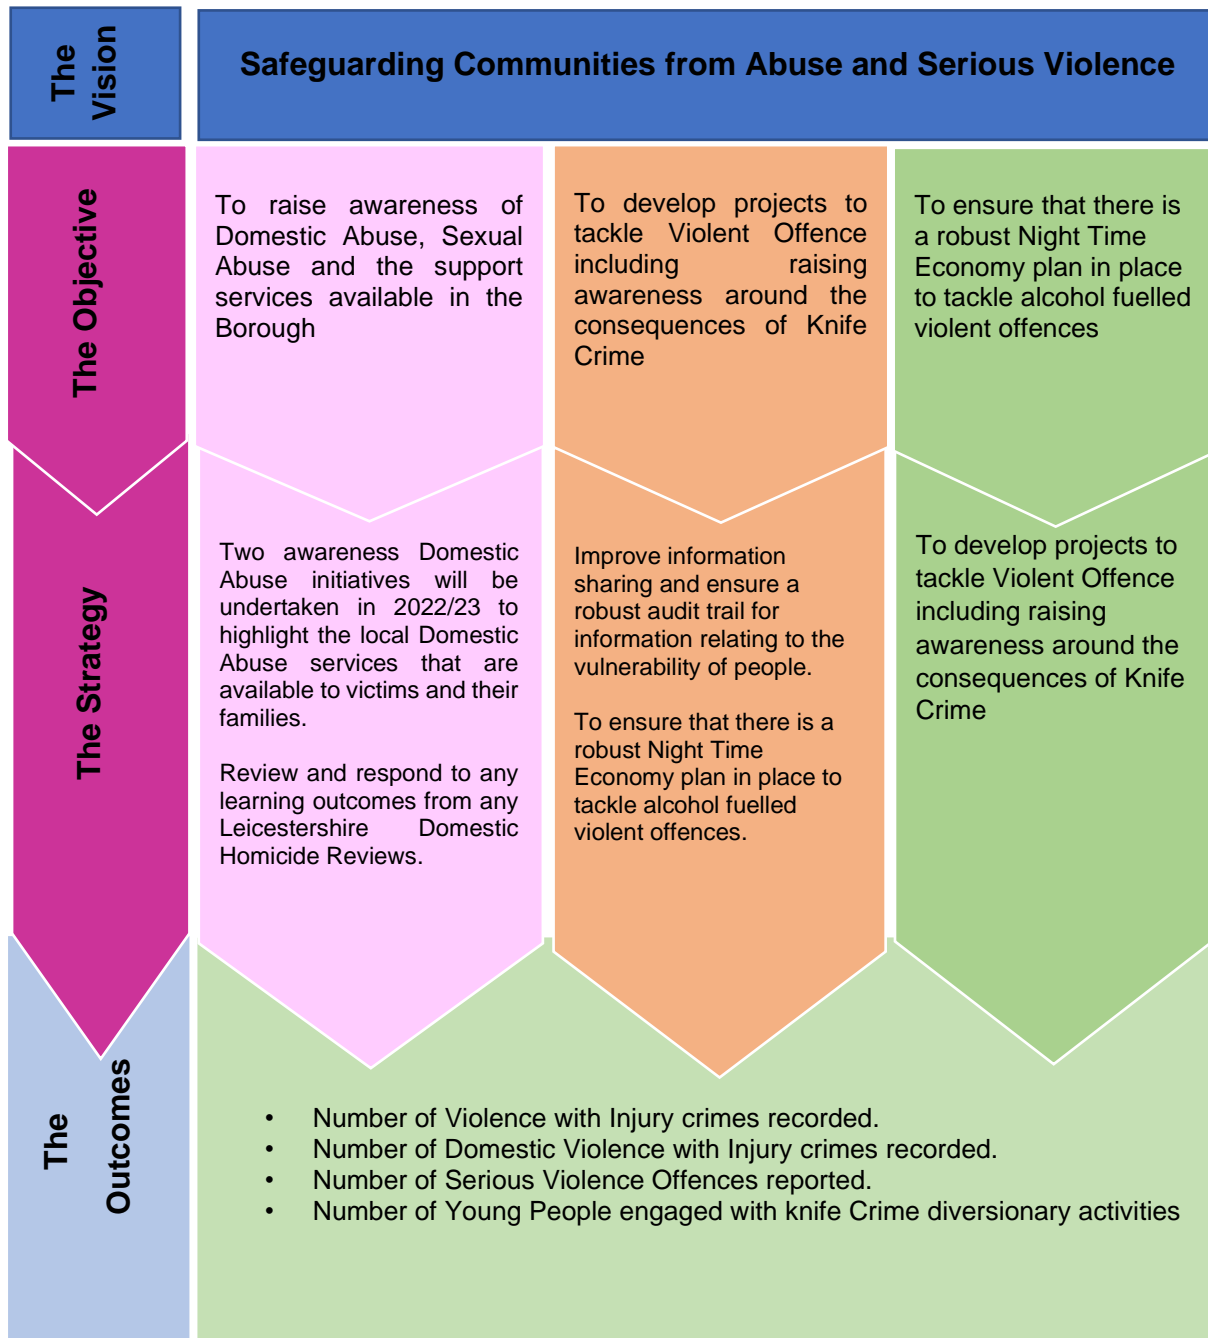 The
Vision
Safeguarding Communities from Abuse and Serious Violence
The Objective
To raise awareness of
Domestic Abuse, Sexual
Abuse and the support
services available in the
Borough
To develop projects to
tackle Violent Offence
including raising
awareness around the
consequences of Knife
Crime
To ensure that there is
a robust Night Time
Economy plan in place
to tackle alcohol fuelled
violent offences
The Strategy
Two awareness Domestic
Abuse initiatives will be
undertaken in 2022/23 to
highlight the local Domestic
Abuse services that are
available to victims and their
families.
Review and respond to any
learning outcomes from any
Leicestershire Domestic
Homicide Reviews.
Improve information
sharing and ensure a
robust audit trail for
information relating to the
vulnerability of people.
To ensure that there is a
robust Night Time
Economy plan in place to
tackle alcohol fuelled
violent offences.
To develop projects to
tackle Violent Offence
including raising
awareness around the
consequences of Knife
Crime
The
Outcomes
• Number of Violence with Injury crimes recorded.
• Number of Domestic Violence with Injury crimes recorded.
• Number of Serious Violence Offences reported.
• Number of Young People engaged with knife Crime diversionary activities